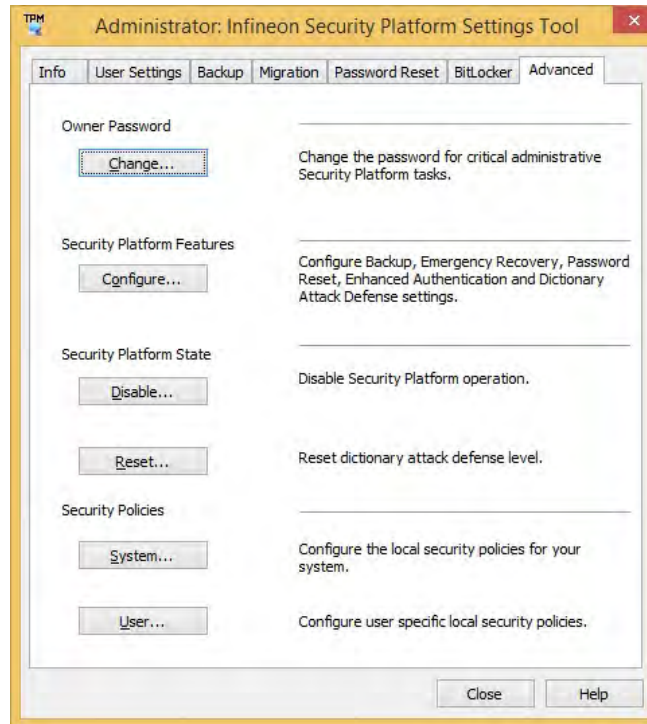 TPM
Administrator: Infineon Security Platform Settings Tool
Info User Settings Backup Migration Password Reset BitLocker Advanced
Owner Password
Change...
Change the password for critical administrative
Security Platform tasks.
Security Platform Features
Configure...
Configure Backup, Emergency Recovery, Password
Reset, Enhanced Authentication and Dictionary
Attack Defense settings.
Security Platform State
Disable...
Disable Security Platform operation.
Reset...
Reset dictionary attack defense level.
Security Policies
System...
Configure the local security policies for your
system.
User...
Configure user specific local security policies.
Close Help